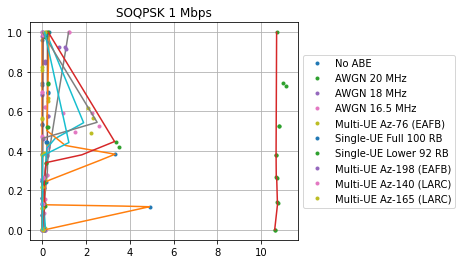 SOQPSK 1 Mbps
1.0
0.8
0.6
0.4
0.2
0.0
0 2 4 6 8 10
No ABE
AWGN 20 MHz
AWGN 18 MHz
AWGN 16.5 MHz
Multi-UE Az-76 (EAFB)
Single-UE Full 100 RB
Single-UE Lower 92 RB
Multi-UE Az-198 (EAFB)
Multi-UE Az-140 (LARC)
Multi-UE Az-165 (LARC)